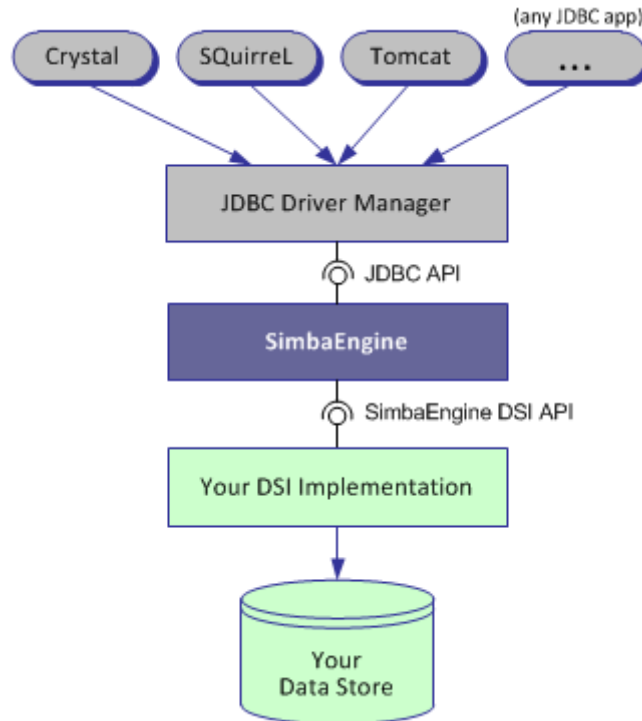 (any JDBC app)
Crystal
SQuirreL
Tomcat
...
JDBC Driver Manager
JDBC API
SimbaEngine
SimbaEngine DSI API
Your DSI Implementation
Your
Data Store